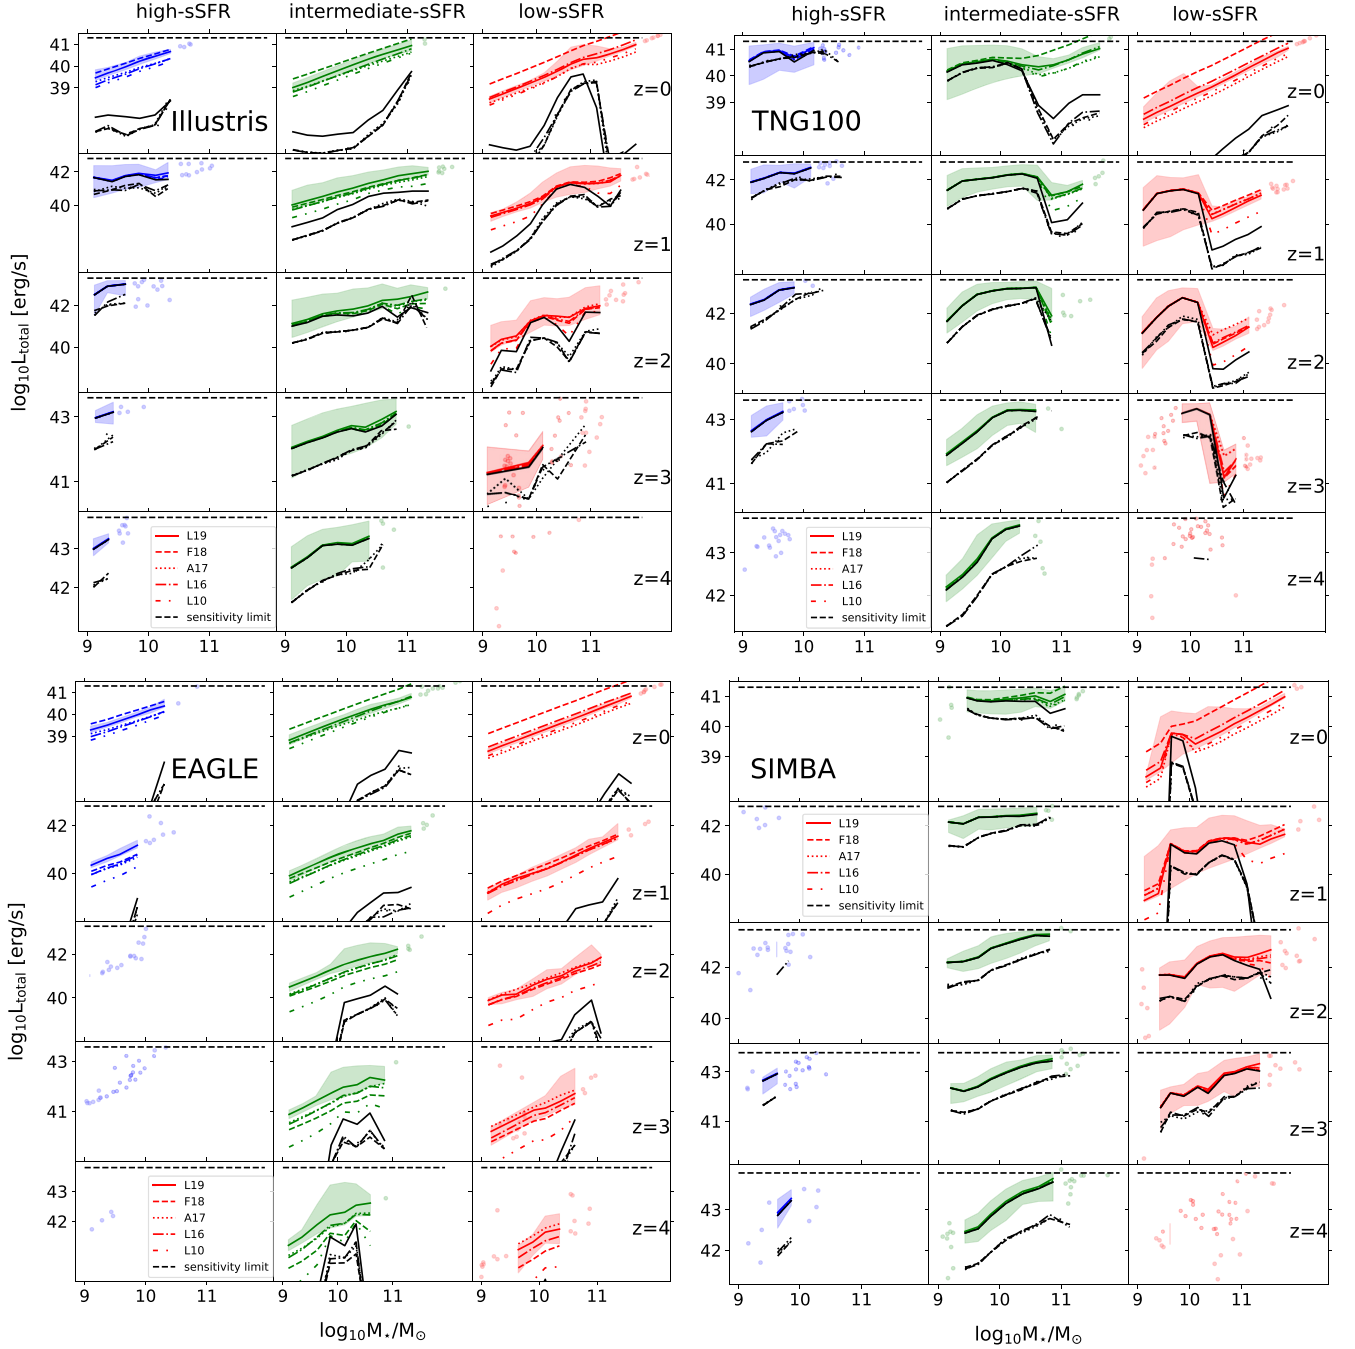 high-sSFR intermediate-sSFR low-sSFR
41
40
39
Illustris
z=0
42
40
z=1
42
40
z=2
43
41
z=3
43
42
L19
F18
A17
L16
L10
sensitivity limit
z=4
9 10 11 9 10 11 9 10 11
log₁₀L_total [erg/s]
high-sSFR intermediate-sSFR low-sSFR
41
40
39
TNG100
z=0
42
40
z=1
42
40
z=2
43
41
z=3
43
42
L19
F18
A17
L16
L10
sensitivity limit
z=4
9 10 11 9 10 11 9 10 11
41
40
39
EAGLE
z=0
42
40
z=1
42
40
z=2
43
41
z=3
43
42
L19
F18
A17
L16
L10
sensitivity limit
z=4
9 10 11 9 10 11 9 10 11
log₁₀L_total [erg/s]
log₁₀M⋆/M⊙
41
40
39
SIMBA
z=0
42
40
L19
F18
A17
L16
L10
sensitivity limit
z=1
42
40
z=2
43
41
z=3
43
42
z=4
9 10 11 9 10 11 9 10 11
log₁₀M⋆/M⊙